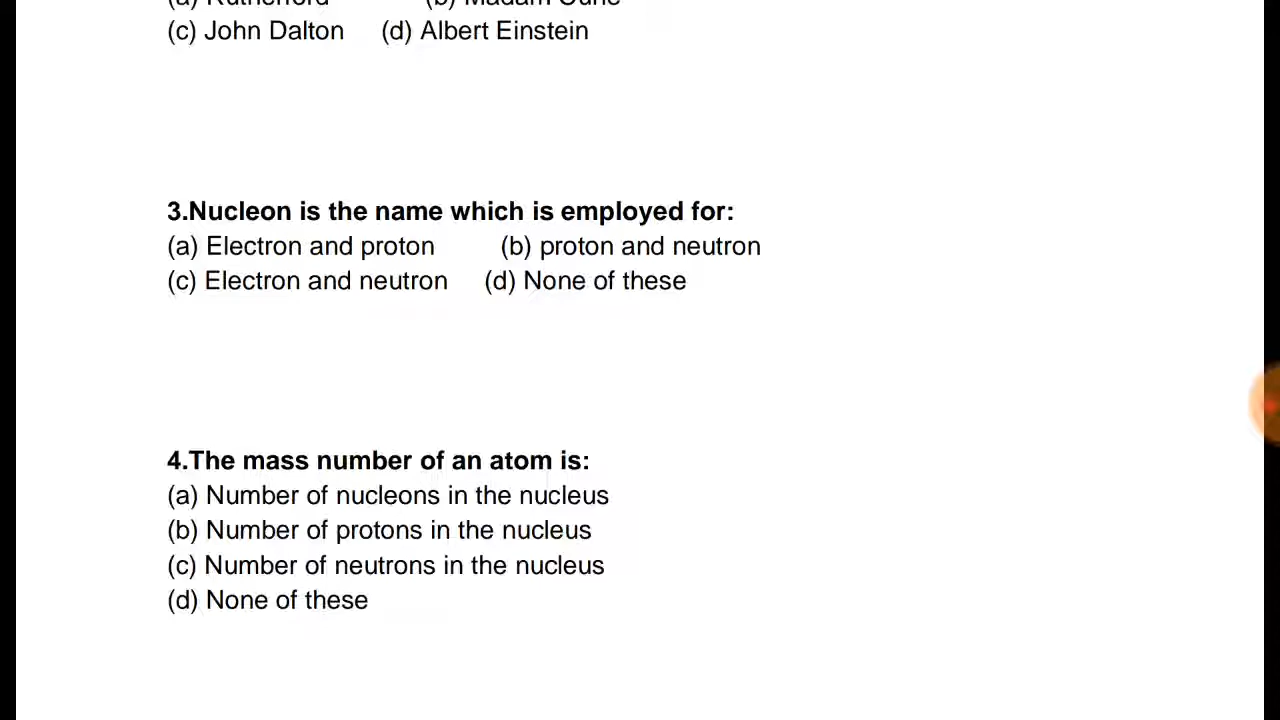 (c) John Dalton (d) Albert Einstein
3.Nucleon is the name which is employed for:
(a) Electron and proton (b) proton and neutron
(c) Electron and neutron (d) None of these
4.The mass number of an atom is:
(a) Number of nucleons in the nucleus
(b) Number of protons in the nucleus
(c) Number of neutrons in the nucleus
(d) None of these